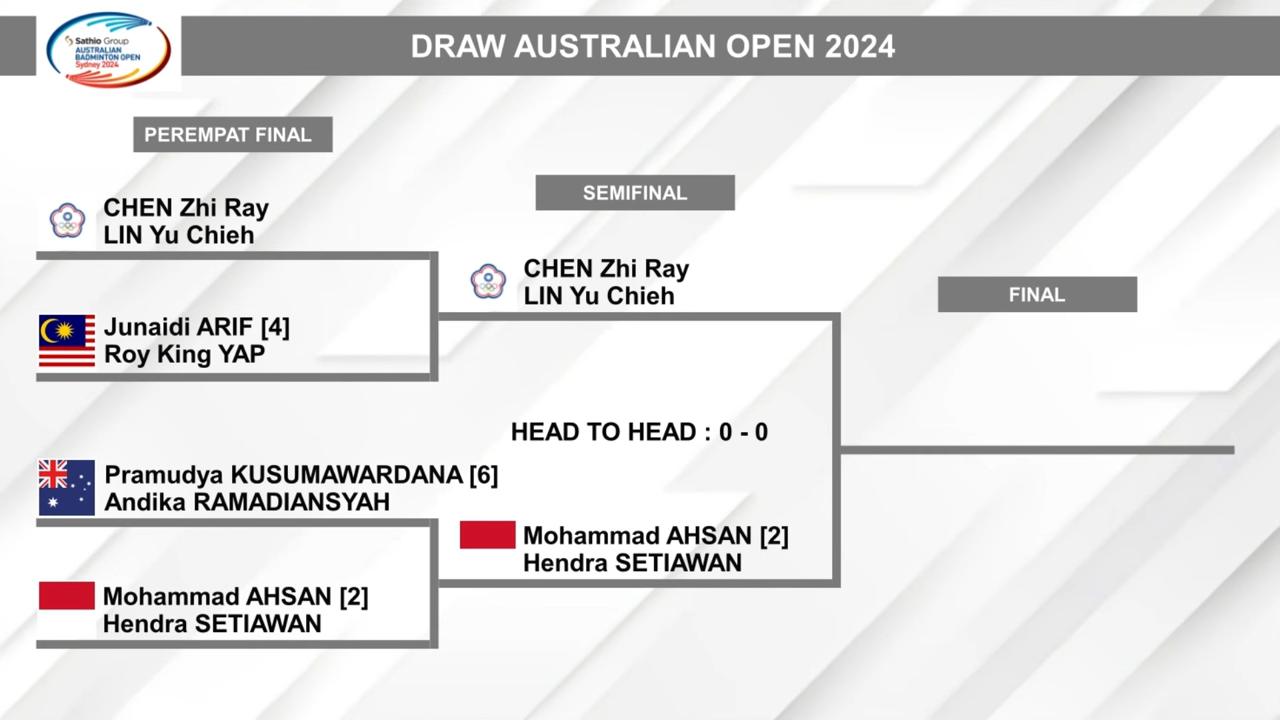 Sathio Group
AUSTRALIAN
BADMINTON OPEN
Sydney 2024
DRAW AUSTRALIAN OPEN 2024
PEREMPAT FINAL
CHEN Zhi Ray
LIN Yu Chieh
Junaidi ARIF [4]
Roy King YAP
Pramudya KUSUMAWARDANA [6]
Andika RAMADIANSYAH
Mohammad AHSAN [2]
Hendra SETIAWAN
SEMIFINAL
CHEN Zhi Ray
LIN Yu Chieh
HEAD TO HEAD : 0 - 0
Mohammad AHSAN [2]
Hendra SETIAWAN
FINAL